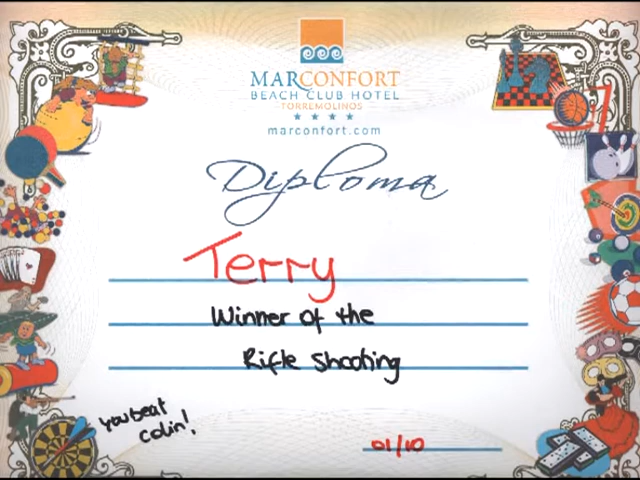 MARCONFORT
BEACH CLUB HOTEL
TORREMOLINOS
marconfort.com
Diploma
Terry
Winner of the
Rifle Shooting
You beat
Colin!
01/10